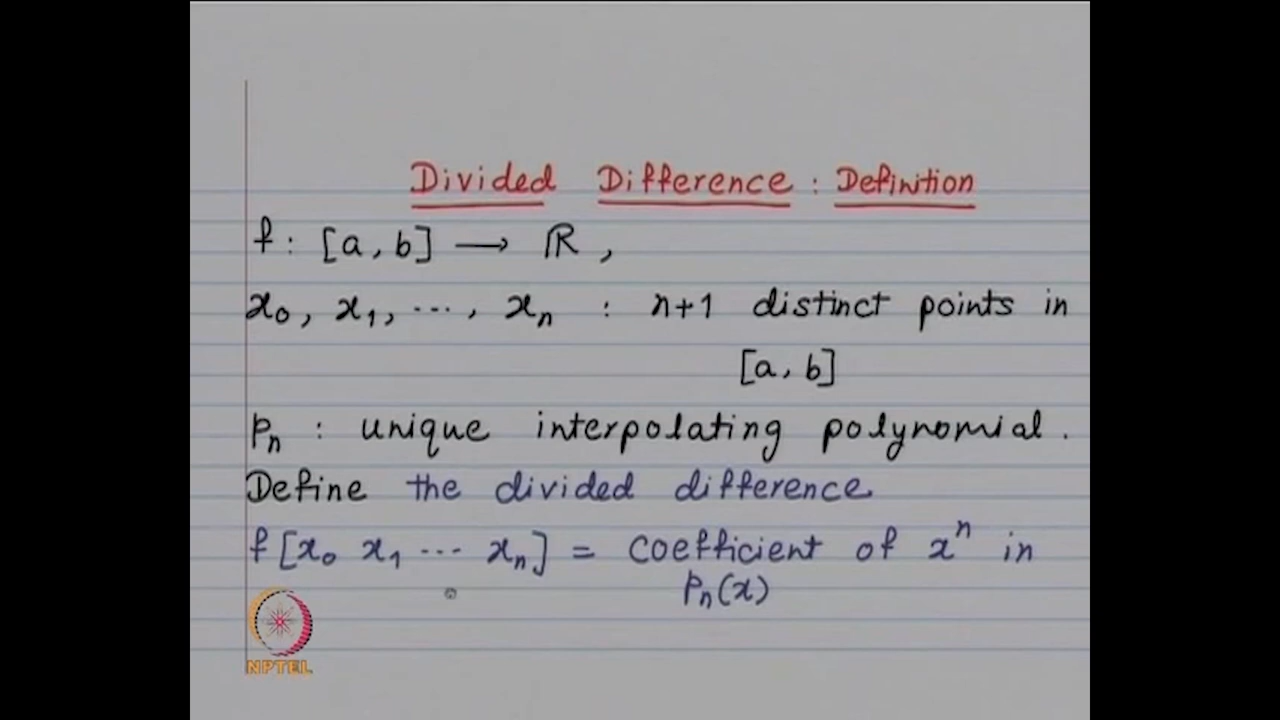 Divided Difference : Definition
f : [a, b] ⟶ ℝ ,
x₀, x₁, ⋯, xₙ : n+1 distinct points in
[a, b]
pₙ : unique interpolating polynomial.
Define the divided difference
f [x₀ x₁ ⋯ xₙ] = coefficient of xⁿ in
pₙ(x)
NPTEL